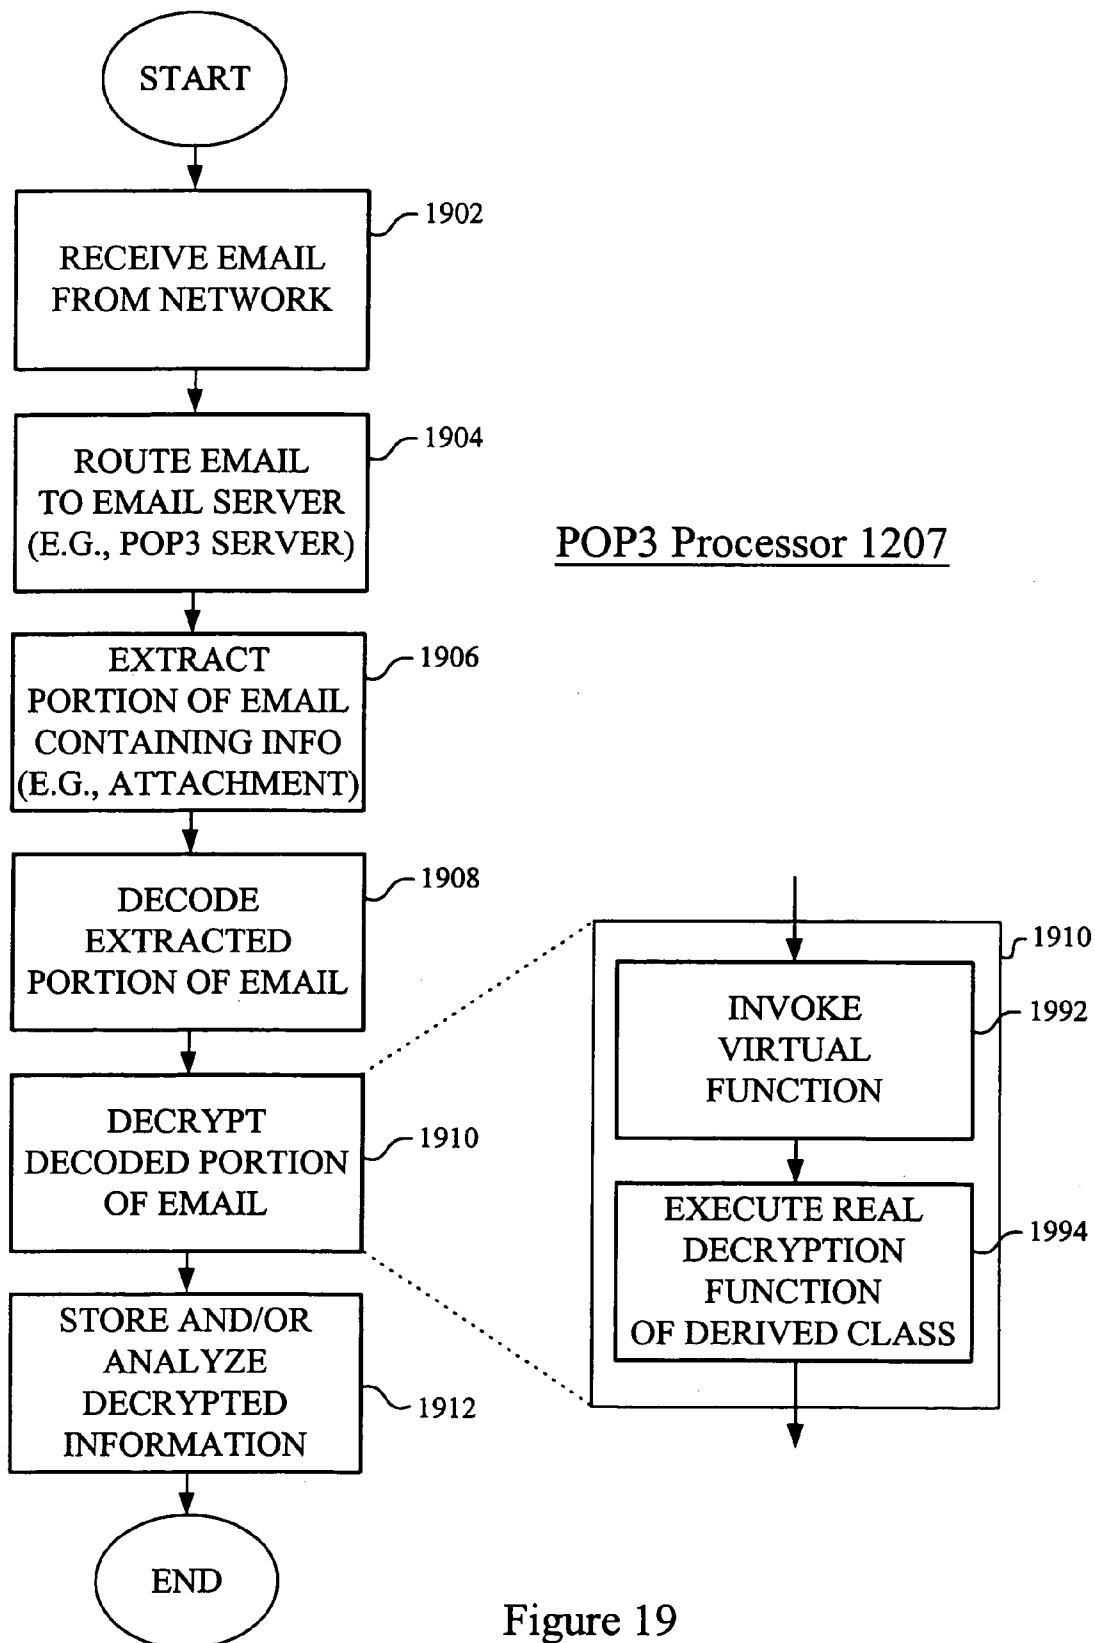 START
1902
RECEIVE EMAIL
FROM NETWORK
1904
ROUTE EMAIL
TO EMAIL SERVER
(E.G., POP3 SERVER)
POP3 Processor 1207
1906
EXTRACT
PORTION OF EMAIL
CONTAINING INFO
(E.G., ATTACHMENT)
1908
DECODE
EXTRACTED
PORTION OF EMAIL
1910
DECRYPT
DECODED PORTION
OF EMAIL
1910
INVOKE
VIRTUAL
FUNCTION
1992
EXECUTE REAL
DECRYPTION
FUNCTION
OF DERIVED CLASS
1994
STORE AND/OR
ANALYZE
DECRYPTED
INFORMATION
1912
END
Figure 19